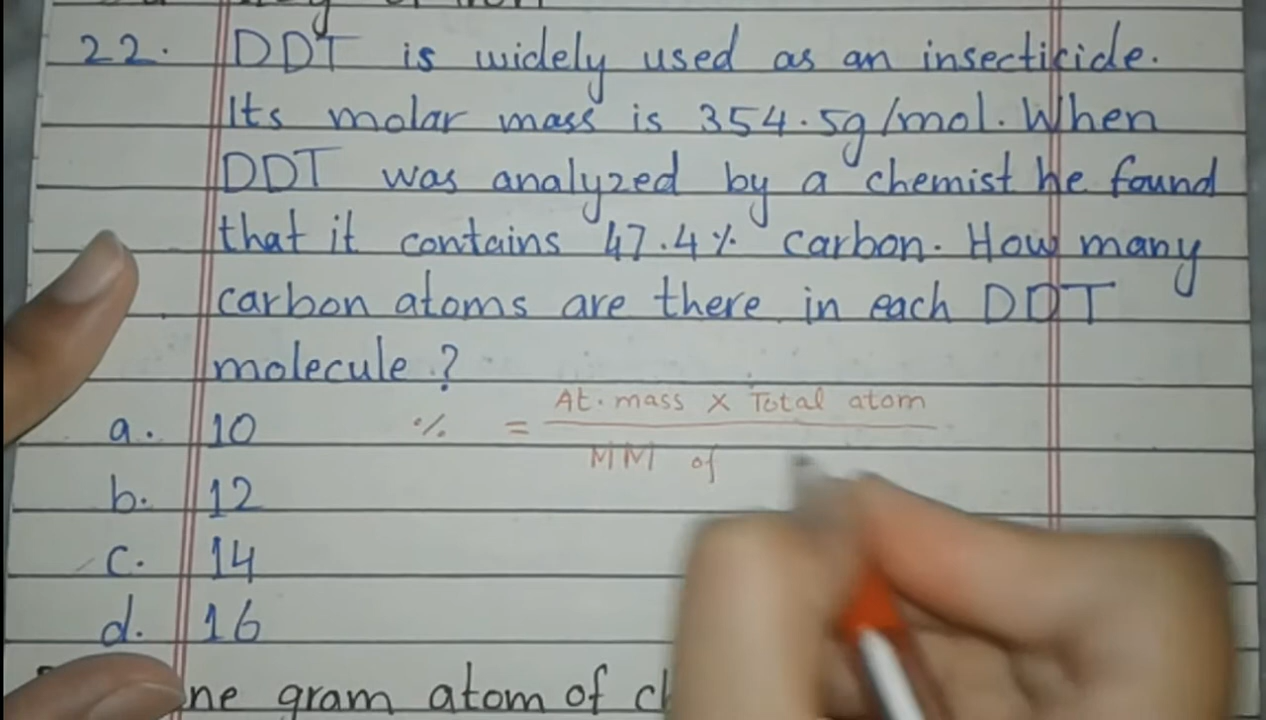 22. DDT is widely used as an insecticide.
Its molar mass is 354.5g/mol. When
DDT was analyzed by a chemist he found
that it contains 47.4% carbon. How many
carbon atoms are there in each DDT
molecule?
% = At. mass x Total atom
MM of
a. 10
b. 12
c. 14
d. 16
ne gram atom of